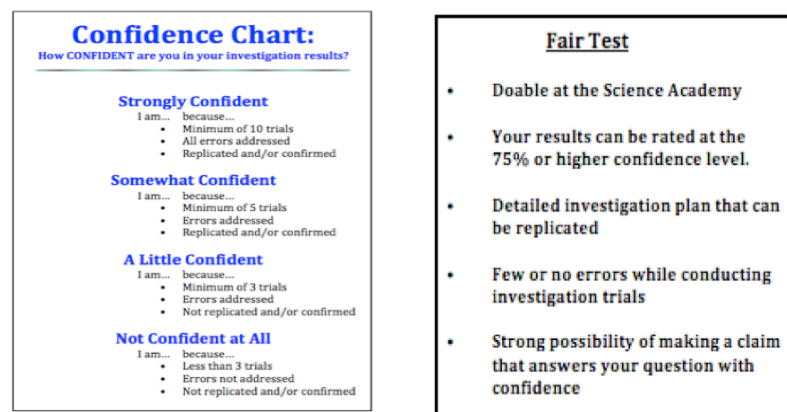 Confidence Chart:
How CONFIDENT are you in your investigation results?
Strongly Confident
I am... because...
• Minimum of 10 trials
• All errors addressed
• Replicated and/or confirmed
Somewhat Confident
I am... because...
• Minimum of 5 trials
• Errors addressed
• Replicated and/or confirmed
A Little Confident
I am... because...
• Minimum of 3 trials
• Errors addressed
• Not replicated and/or confirmed
Not Confident at All
I am... because...
• Less than 3 trials
• Errors not addressed
• Not replicated and/or confirmed
Fair Test
• Doable at the Science Academy
• Your results can be rated at the
75% or higher confidence level.
• Detailed investigation plan that can
be replicated
• Few or no errors while conducting
investigation trials
• Strong possibility of making a claim
that answers your question with
confidence